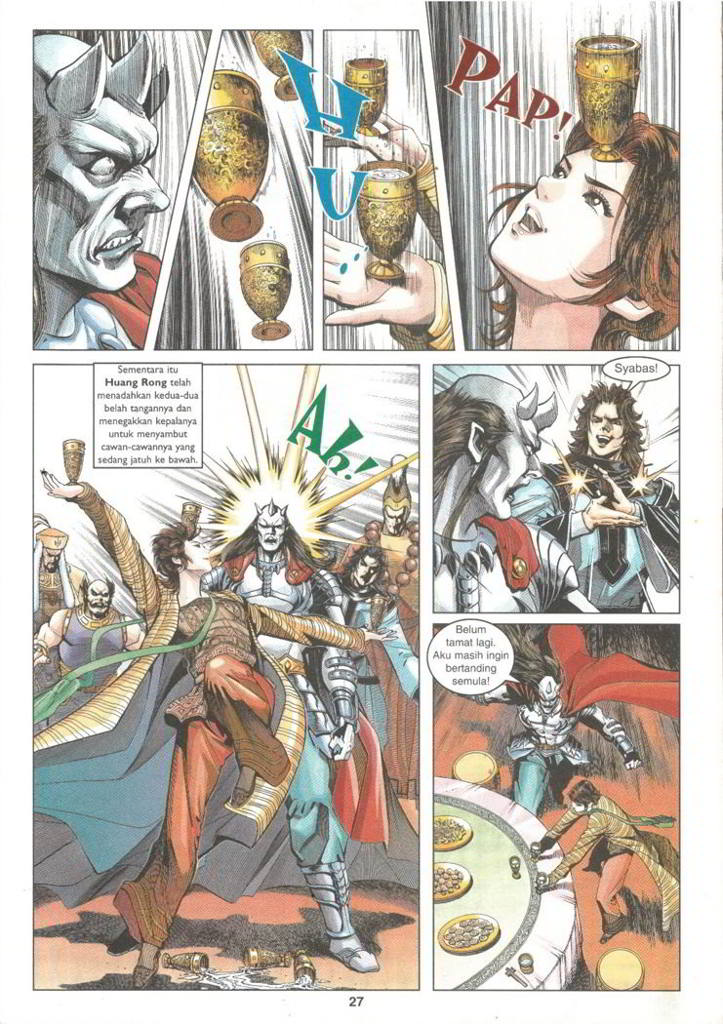 HU
PAP!
Sementara itu
Huang Rong telah
menadahkan kedua-dua
belah tangannya dan
menegakkan kepalanya
untuk menyambut
cawan-cawannya yang
sedang jatuh ke bawah.
Ah!
Syabas!
Belum
tamat lagi.
Aku masih ingin
bertanding
semula!
27